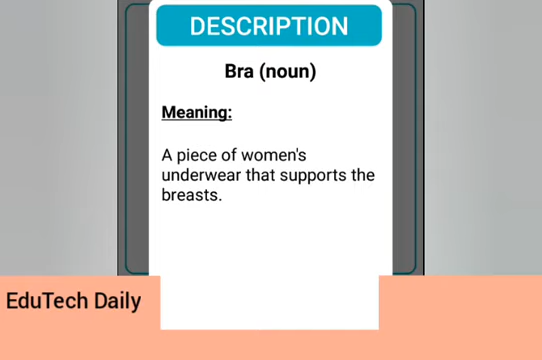 DESCRIPTION
Bra (noun)
Meaning:
A piece of women's
underwear that supports the
breasts.
EduTech Daily